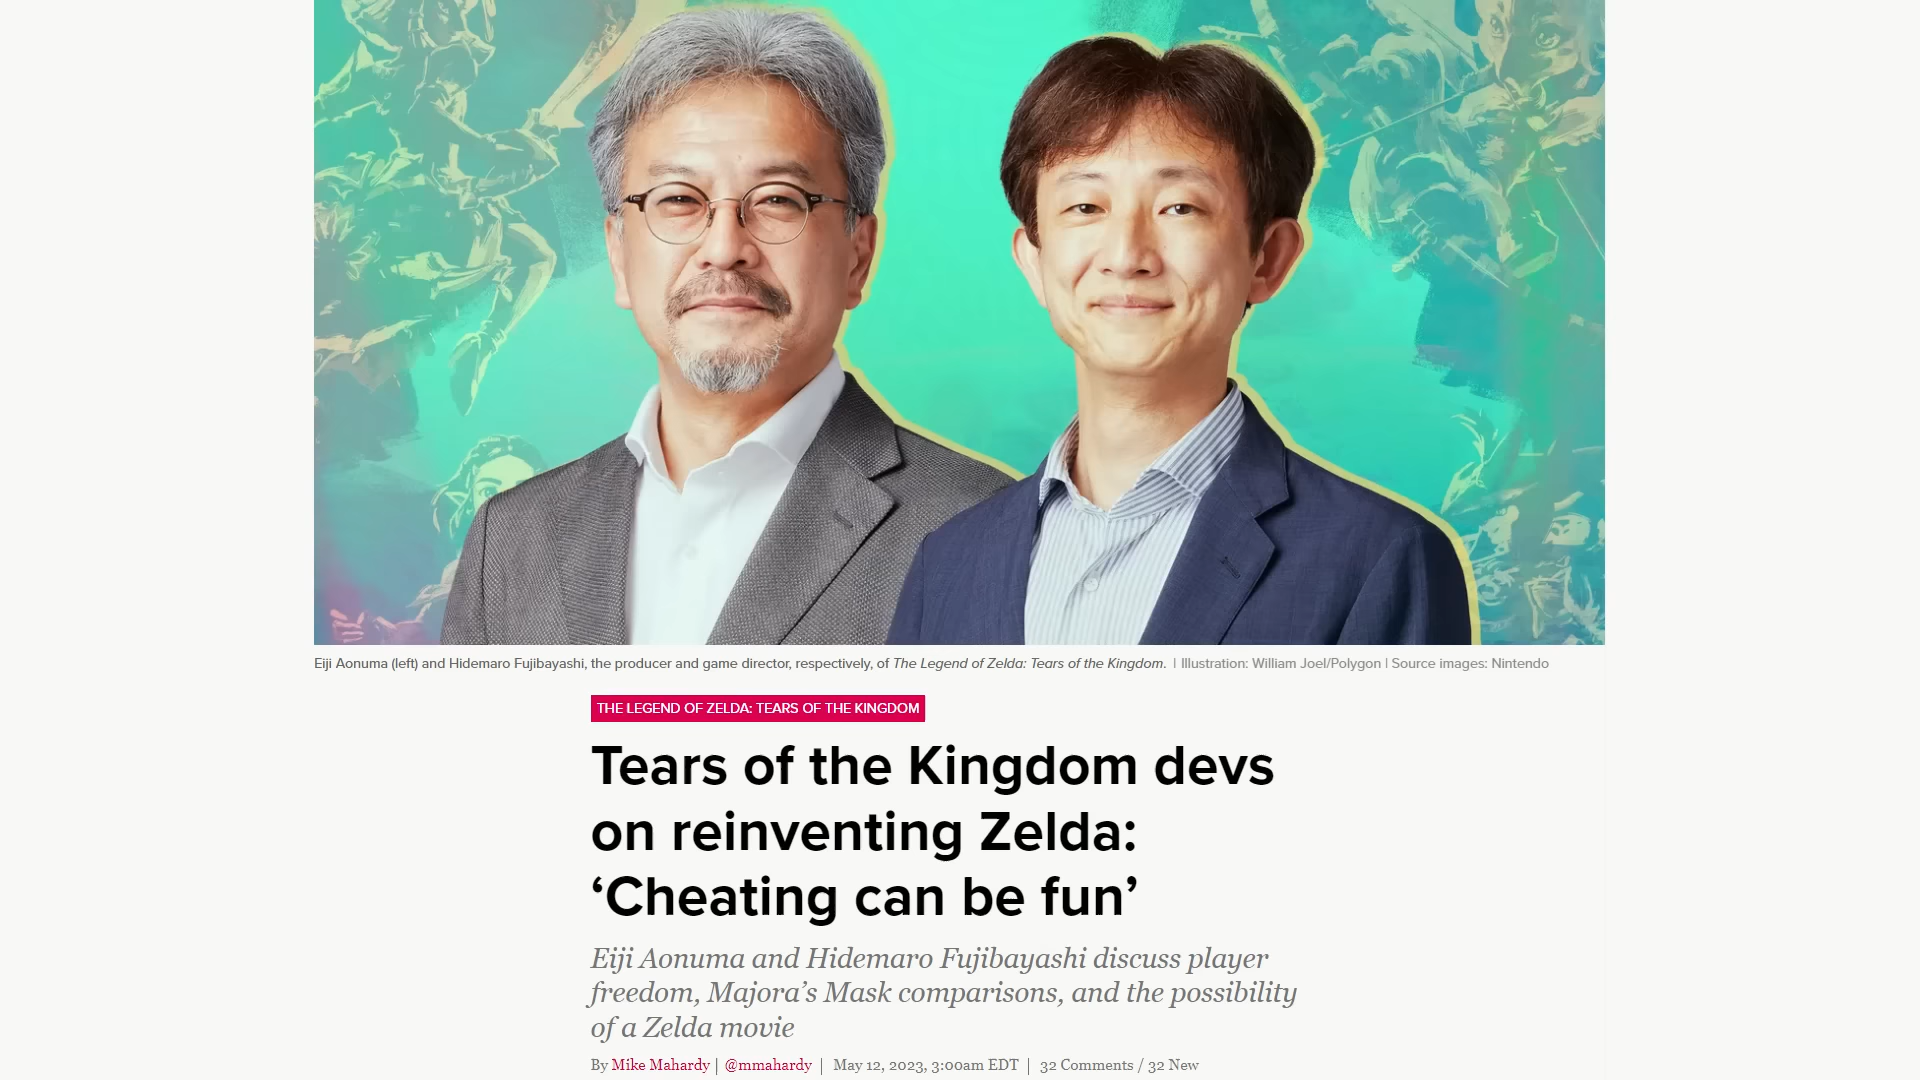 Eiji Aonuma (left) and Hidemaro Fujibayashi, the producer and game director, respectively, of The Legend of Zelda: Tears of the Kingdom. | Illustration: William Joel/Polygon | Source images: Nintendo
THE LEGEND OF ZELDA: TEARS OF THE KINGDOM
Tears of the Kingdom devs
on reinventing Zelda:
‘Cheating can be fun’
Eiji Aonuma and Hidemaro Fujibayashi discuss player
freedom, Majora’s Mask comparisons, and the possibility
of a Zelda movie
By Mike Mahardy | @mmahardy | May 12, 2023, 3:00am EDT | 32 Comments / 32 New